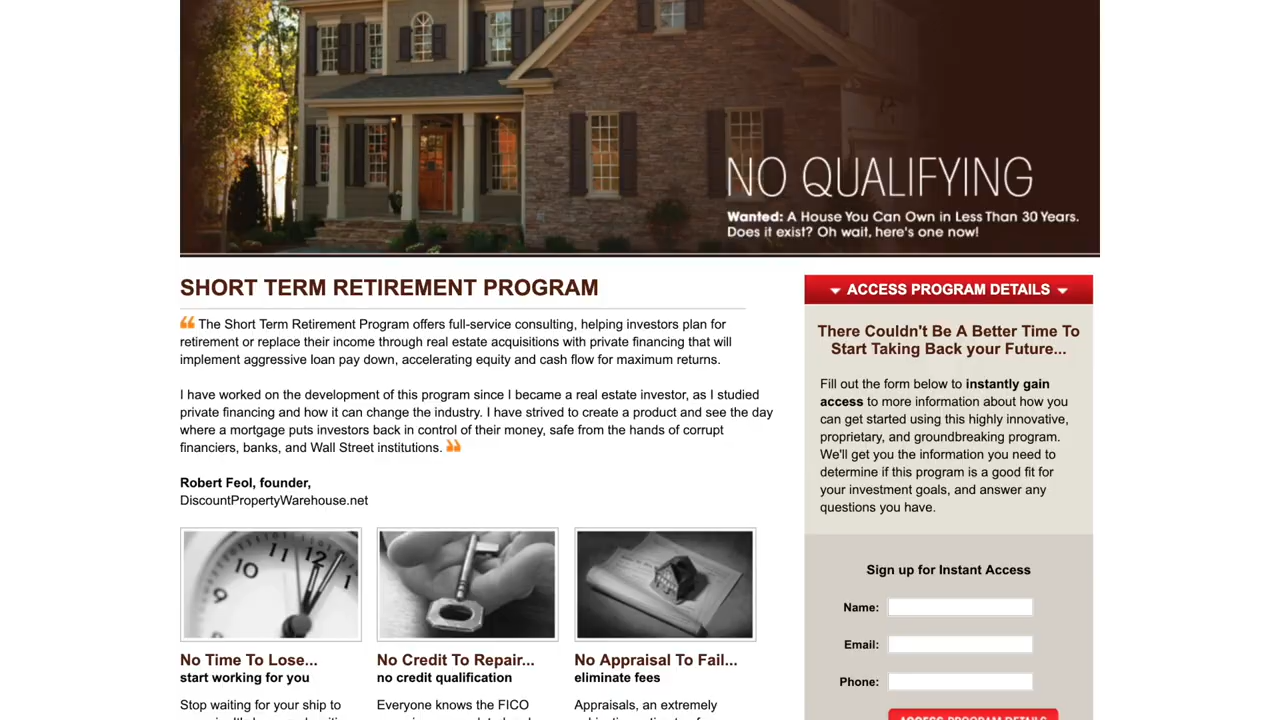 NO QUALIFYING
Wanted: A House You Can Own in Less Than 30 Years.
Does it exist? Oh wait, here's one now!
SHORT TERM RETIREMENT PROGRAM
The Short Term Retirement Program offers full-service consulting, helping investors plan for
retirement or replace their income through real estate acquisitions with private financing that will
implement aggressive loan pay down, accelerating equity and cash flow for maximum returns.
I have worked on the development of this program since I became a real estate investor, as I studied
private financing and how it can change the industry. I have strived to create a product and see the day
where a mortgage puts investors back in control of their money, safe from the hands of corrupt
financiers, banks, and Wall Street institutions.
Robert Feol, founder,
DiscountPropertyWarehouse.net
9
10
11
12
1
No Time To Lose...
start working for you
Stop waiting for your ship to
No Credit To Repair...
no credit qualification
Everyone knows the FICO
No Appraisal To Fail...
eliminate fees
Appraisals, an extremely
ACCESS PROGRAM DETAILS
There Couldn't Be A Better Time To
Start Taking Back your Future...
Fill out the form below to instantly gain
access to more information about how you
can get started using this highly innovative,
proprietary, and groundbreaking program.
We'll get you the information you need to
determine if this program is a good fit for
your investment goals, and answer any
questions you have.
Sign up for Instant Access
Name:
Email:
Phone:
ACCESS PROGRAM DETAILS